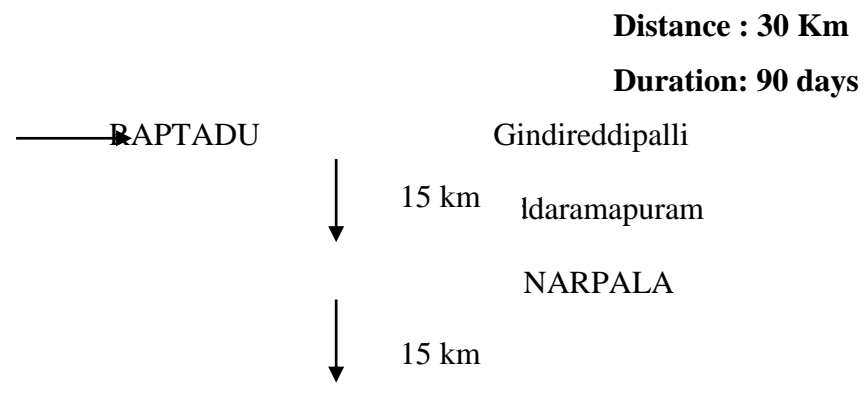 Distance : 30 Km
Duration: 90 days
RAPTADU Gindireddipalli
15 km
NARPALA
15 km